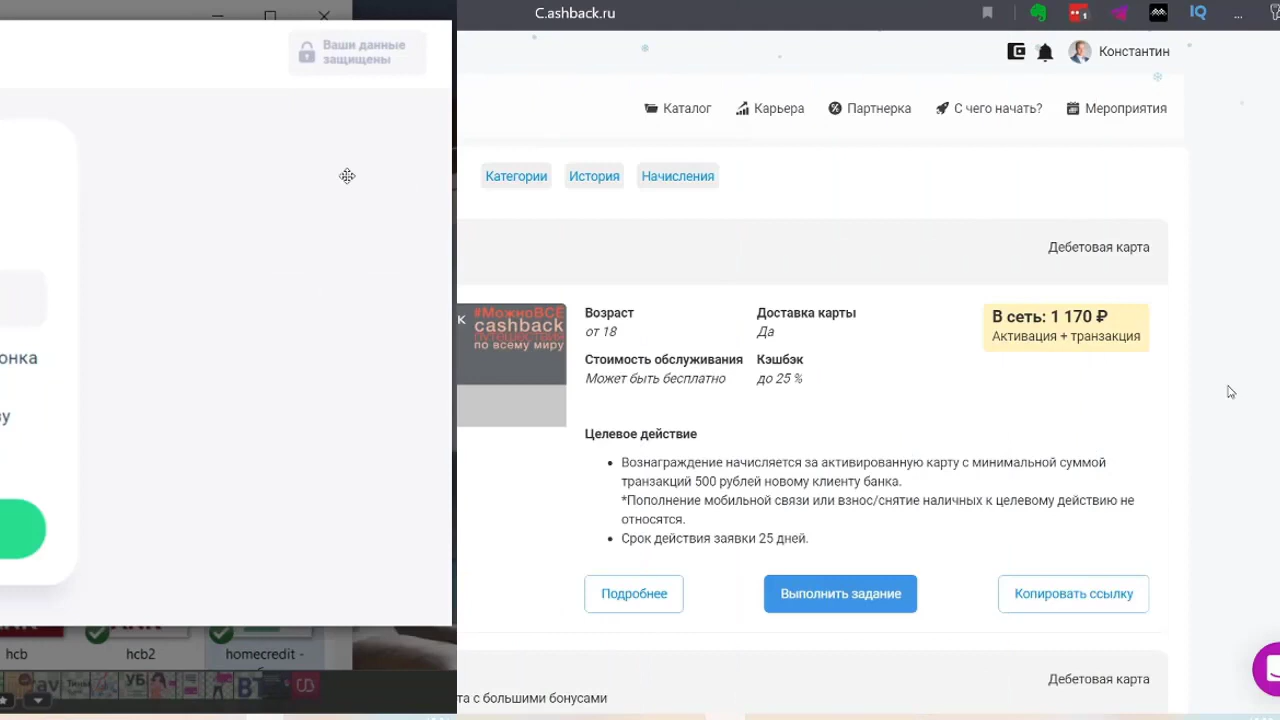 C.ashback.ru
Ваши данные
защищены
Константин
Каталог
Карьера
Партнерка
С чего начать?
Мероприятия
Категории
История
Начисления
Дебетовая карта
#МожноВСЁ
cashback
путешествие
по всему миру
Возраст
от 18
Доставка карты
Да
В сеть: 1 170 ₽
Активация + транзакция
Стоимость обслуживания
Может быть бесплатно
Кэшбэк
до 25 %
онка
зу
Целевое действие
Вознаграждение начисляется за активированную карту с минимальной суммой
транзакций 500 рублей новому клиенту банка.
*Пополнение мобильной связи или взнос/снятие наличных к целевому действию не
относятся.
Срок действия заявки 25 дней.
Подробнее
Выполнить задание
Копировать ссылку
hcb
hcb2
homecredit -
Дебетовая карта
та с большими бонусами